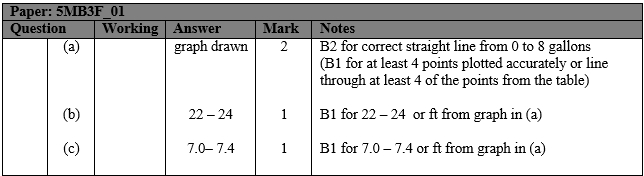 Paper: 5MB3F_01
Question Working Answer Mark Notes
(a) graph drawn 2 B2 for correct straight line from 0 to 8 gallons
(B1 for at least 4 points plotted accurately or line
through at least 4 of the points from the table)
(b) 22 – 24 1 B1 for 22 – 24 or ft from graph in (a)
(c) 7.0– 7.4 1 B1 for 7.0 – 7.4 or ft from graph in (a)